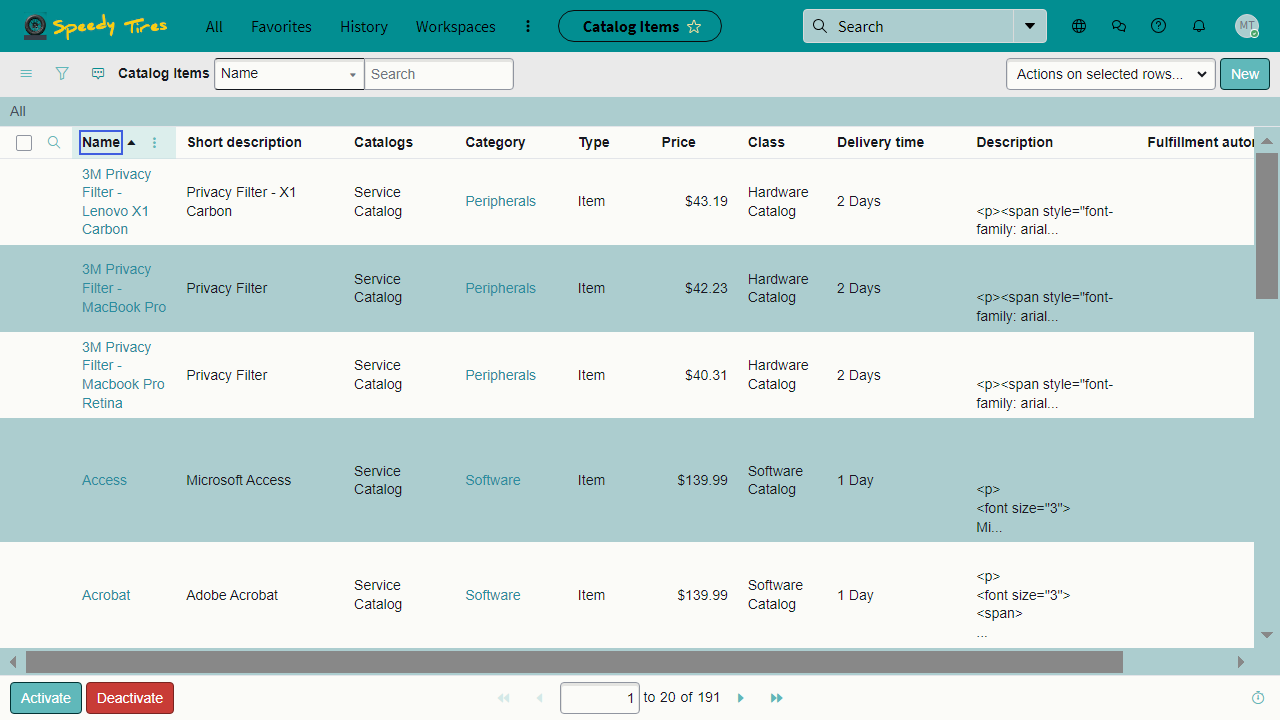 Speedy Tires All Favorites History Workspaces Catalog Items Search MT
Catalog Items Name Search Actions on selected rows... New
All
Name Short description Catalogs Category Type Price Class Delivery time Description Fulfillment autom
3M Privacy
Filter -
Lenovo X1
Carbon
Privacy Filter - X1
Carbon
Service
Catalog
Peripherals
Item
$43.19
Hardware
Catalog
2 Days
<p><span style="font-
family: arial...
3M Privacy
Filter -
MacBook Pro
Privacy Filter
Service
Catalog
Peripherals
Item
$42.23
Hardware
Catalog
2 Days
<p><span style="font-
family: arial...
3M Privacy
Filter -
Macbook Pro
Retina
Privacy Filter
Service
Catalog
Peripherals
Item
$40.31
Hardware
Catalog
2 Days
<p><span style="font-
family: arial...
Access
Microsoft Access
Service
Catalog
Software
Item
$139.99
Software
Catalog
1 Day
<p>
<font size="3">
Mi...
Acrobat
Adobe Acrobat
Service
Catalog
Software
Item
$139.99
Software
Catalog
1 Day
<p>
<font size="3">
<span>
...
Activate Deactivate 1 to 20 of 191